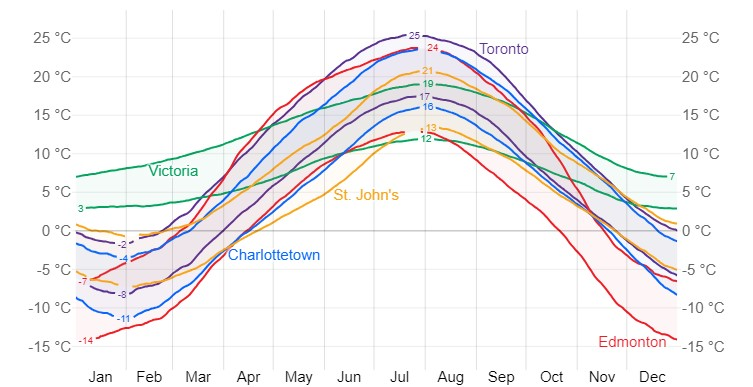 25 °C 25 °C
20 °C 20 °C
15 °C 15 °C
10 °C 10 °C
5 °C 5 °C
0 °C 0 °C
-5 °C -5 °C
-10 °C -10 °C
-15 °C -15 °C
25
24
Toronto
21
19
17
16
13
12
Victoria
7
3
St. John's
-2
-4
Charlottetown
-7
-8
-11
-14
Edmonton
Jan Feb Mar Apr May Jun Jul Aug Sep Oct Nov Dec